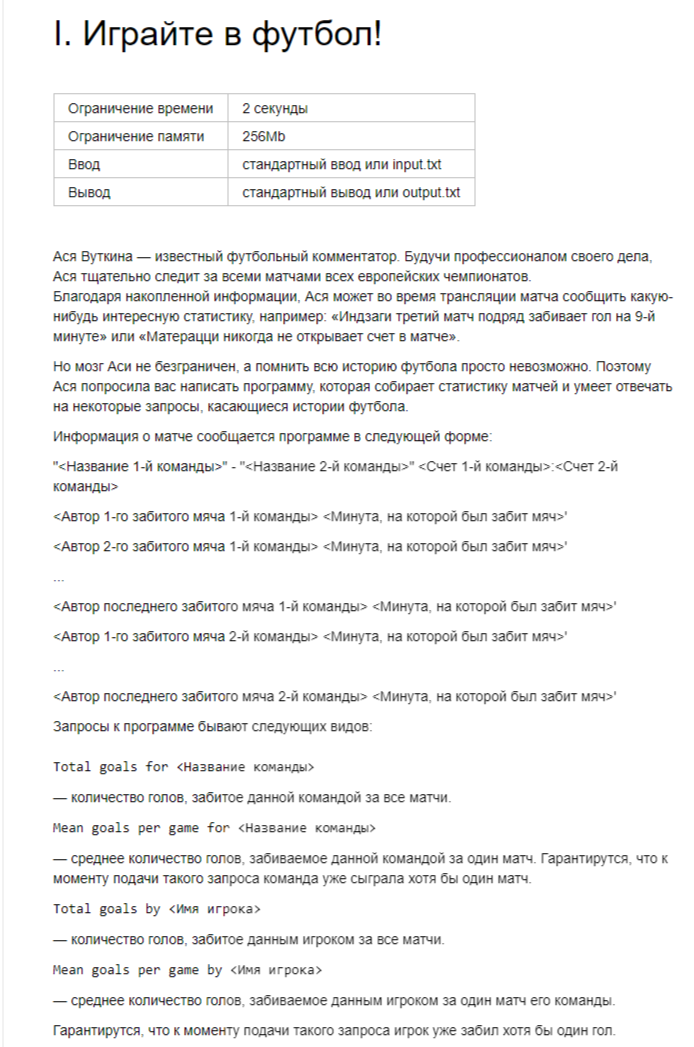 I. Играйте в футбол!
Ограничение времени 2 секунды
Ограничение памяти 256Mb
Ввод стандартный ввод или input.txt
Вывод стандартный вывод или output.txt
Ася Вуткина — известный футбольный комментатор. Будучи профессионалом своего дела,
Ася тщательно следит за всеми матчами всех европейских чемпионатов.
Благодаря накопленной информации, Ася может во время трансляции матча сообщить какую-
нибудь интересную статистику, например: «Индзаги третий матч подряд забивает гол на 9-й
минуте» или «Матерацци никогда не открывает счет в матче».
Но мозг Аси не безграничен, а помнить всю историю футбола просто невозможно. Поэтому
Ася попросила вас написать программу, которая собирает статистику матчей и умеет отвечать
на некоторые запросы, касающиеся истории футбола.
Информация о матче сообщается программе в следующей форме:
"<Название 1-й команды>" - "<Название 2-й команды>" <Счет 1-й команды>:<Счет 2-й
команды>
<Автор 1-го забитого мяча 1-й команды> <Минута, на которой был забит мяч>'
<Автор 2-го забитого мяча 1-й команды> <Минута, на которой был забит мяч>'
...
<Автор последнего забитого мяча 1-й команды> <Минута, на которой был забит мяч>'
<Автор 1-го забитого мяча 2-й команды> <Минута, на которой был забит мяч>'
...
<Автор последнего забитого мяча 2-й команды> <Минута, на которой был забит мяч>'
Запросы к программе бывают следующих видов:
Total goals for <Название команды>
— количество голов, забитое данной командой за все матчи.
Mean goals per game for <Название команды>
— среднее количество голов, забиваемое данной командой за один матч. Гарантирутся, что к
моменту подачи такого запроса команда уже сыграла хотя бы один матч.
Total goals by <Имя игрока>
— количество голов, забитое данным игроком за все матчи.
Mean goals per game by <Имя игрока>
— среднее количество голов, забиваемое данным игроком за один матч его команды.
Гарантирутся, что к моменту подачи такого запроса игрок уже забил хотя бы один гол.